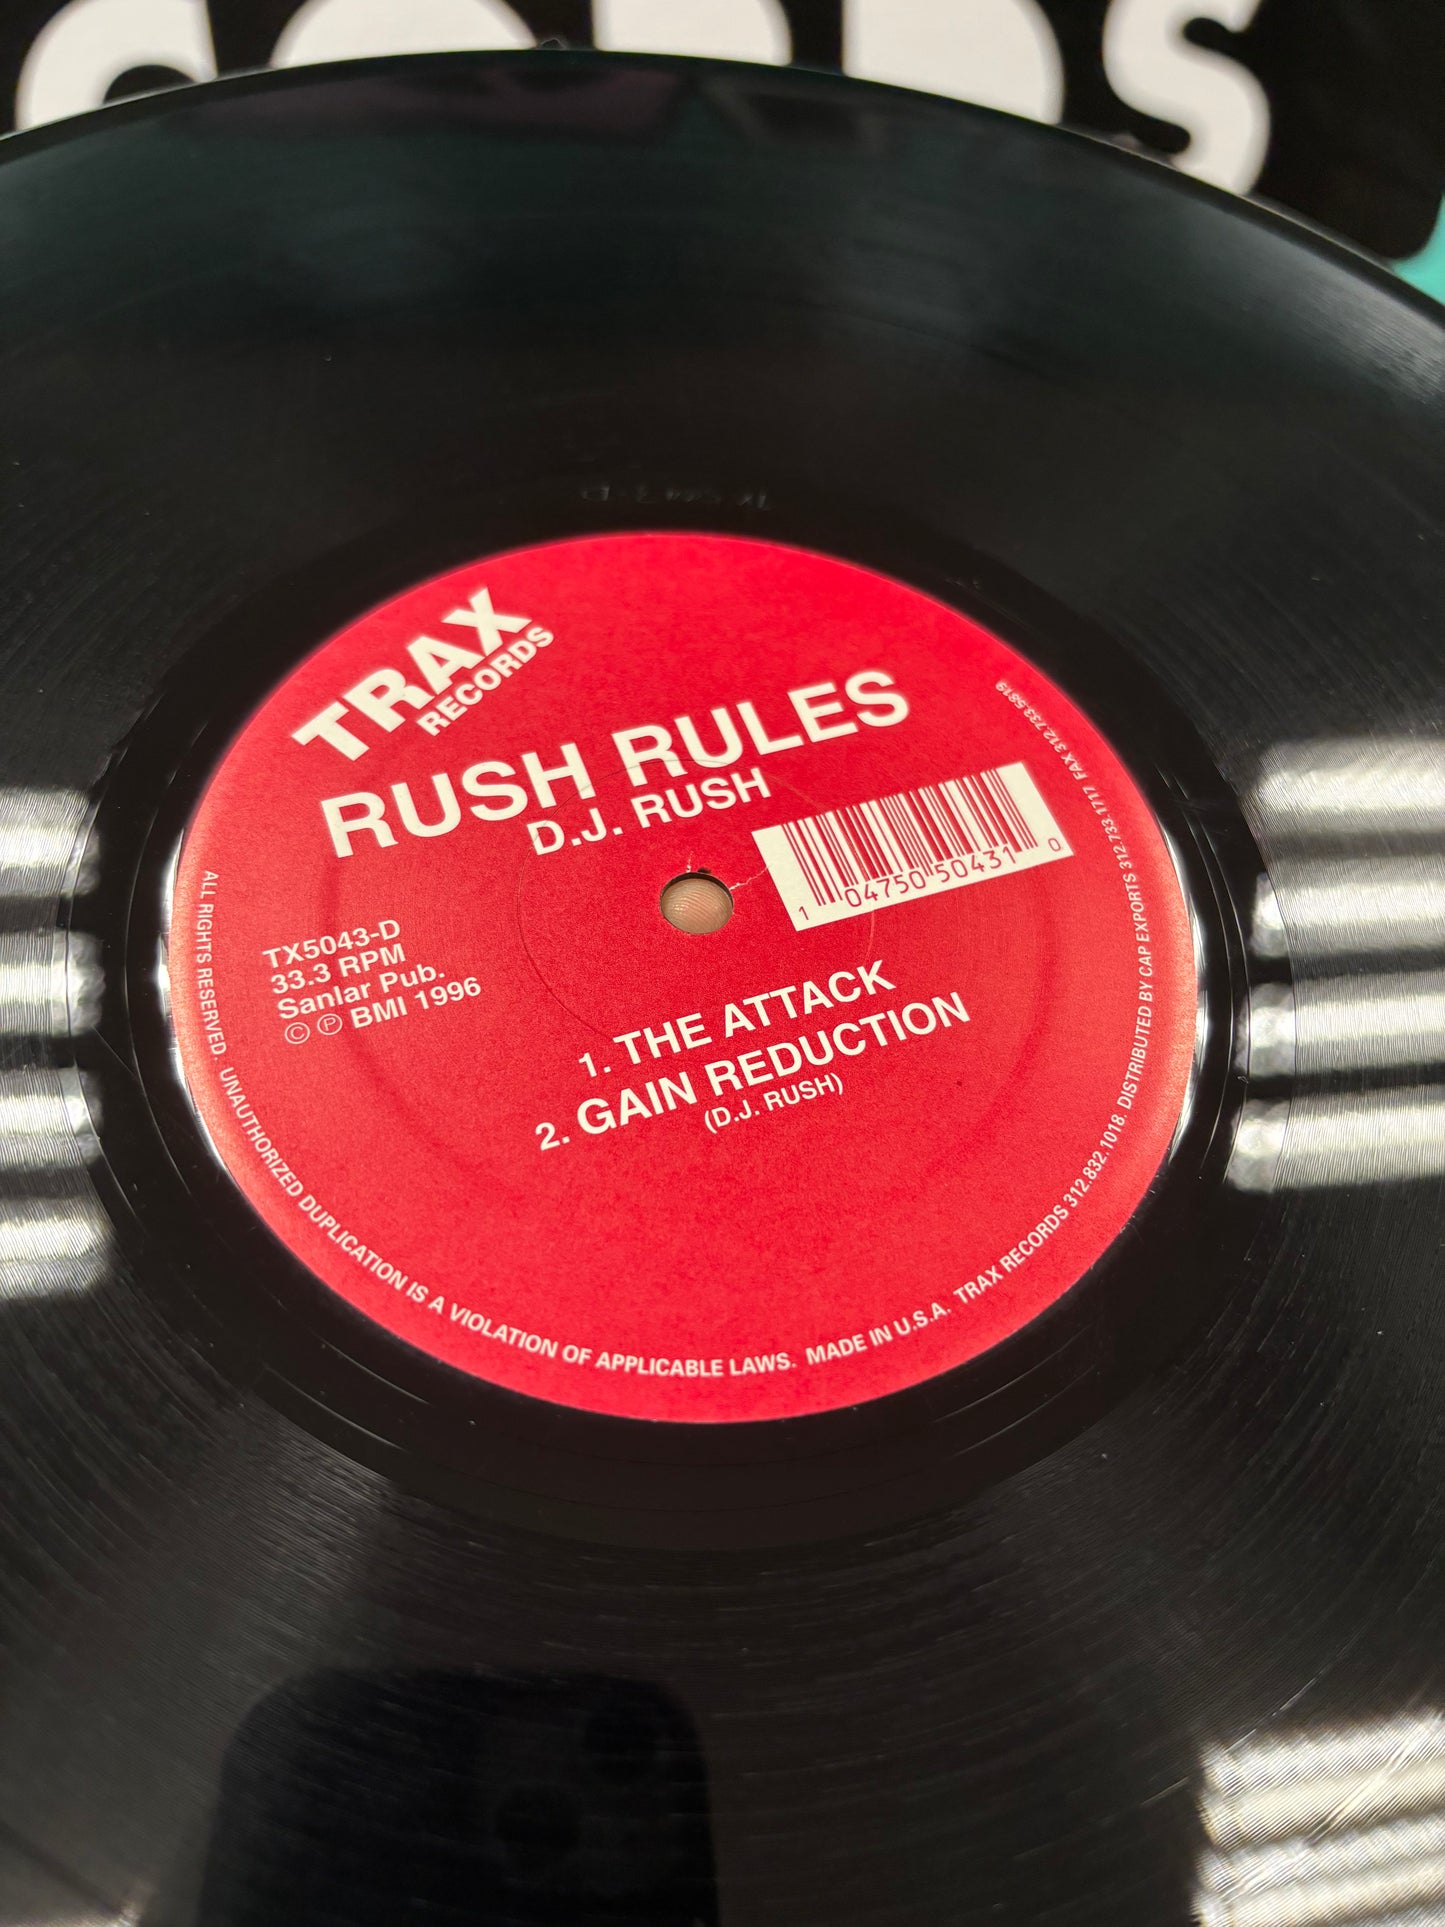 CORDS
TRAX
RECORDS
RUSH RULES
D.J. RUSH
1 04750 50431 0
TX5043-D
33.3 RPM
Sanlar Pub.
© ℗ BMI 1996
1. THE ATTACK
2. GAIN REDUCTION
(D.J. RUSH)
ALL RIGHTS RESERVED. UNAUTHORIZED DUPLICATION IS A VIOLATION OF APPLICABLE LAWS. MADE IN U.S.A. TRAX RECORDS 312.832.1018. DISTRIBUTED BY CAP EXPORTS 312.733.1717 FAX 312.733.5819